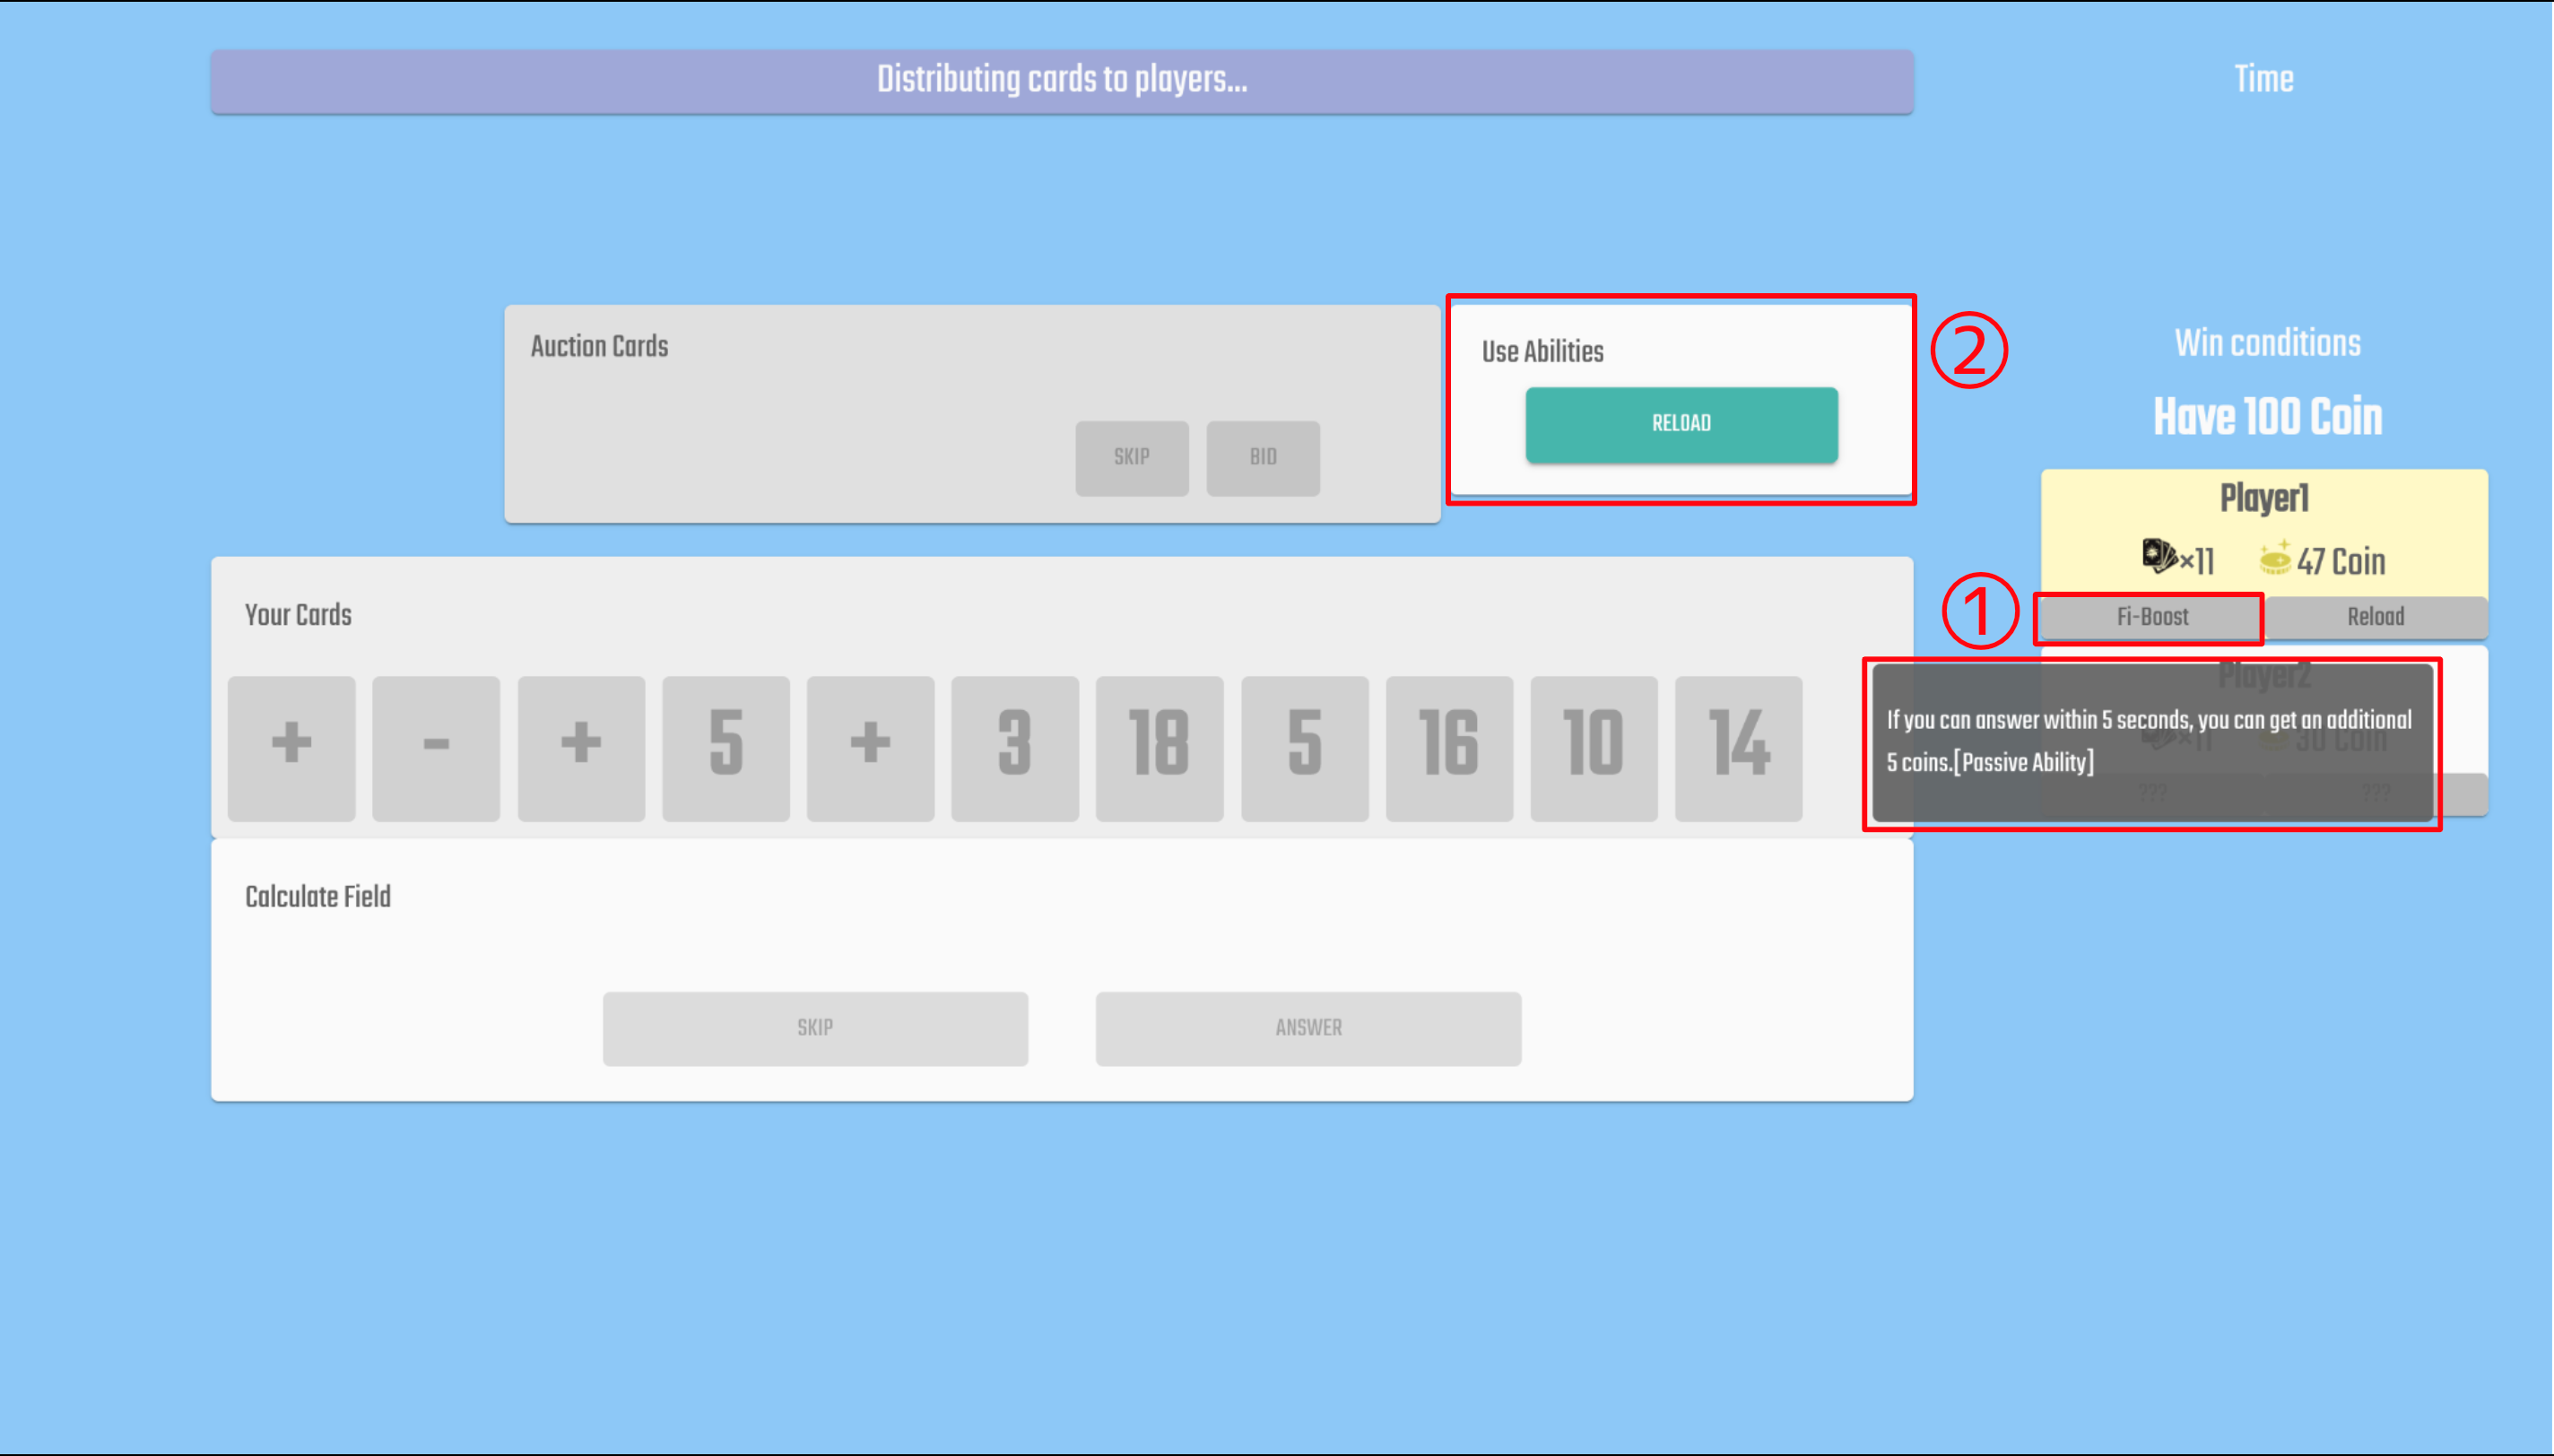 Distributing cards to players...
Time
Auction Cards
SKIP
BID
Use Abilities
RELOAD
②
Win conditions
Have 100 Coin
Player1
×11
47 Coin
①
Fi-Boost
Reload
Your Cards
+
-
+
5
+
3
18
5
16
10
14
Player2
×11
30 Coin
???
???
If you can answer within 5 seconds, you can get an additional
5 coins.[Passive Ability]
Calculate Field
SKIP
ANSWER